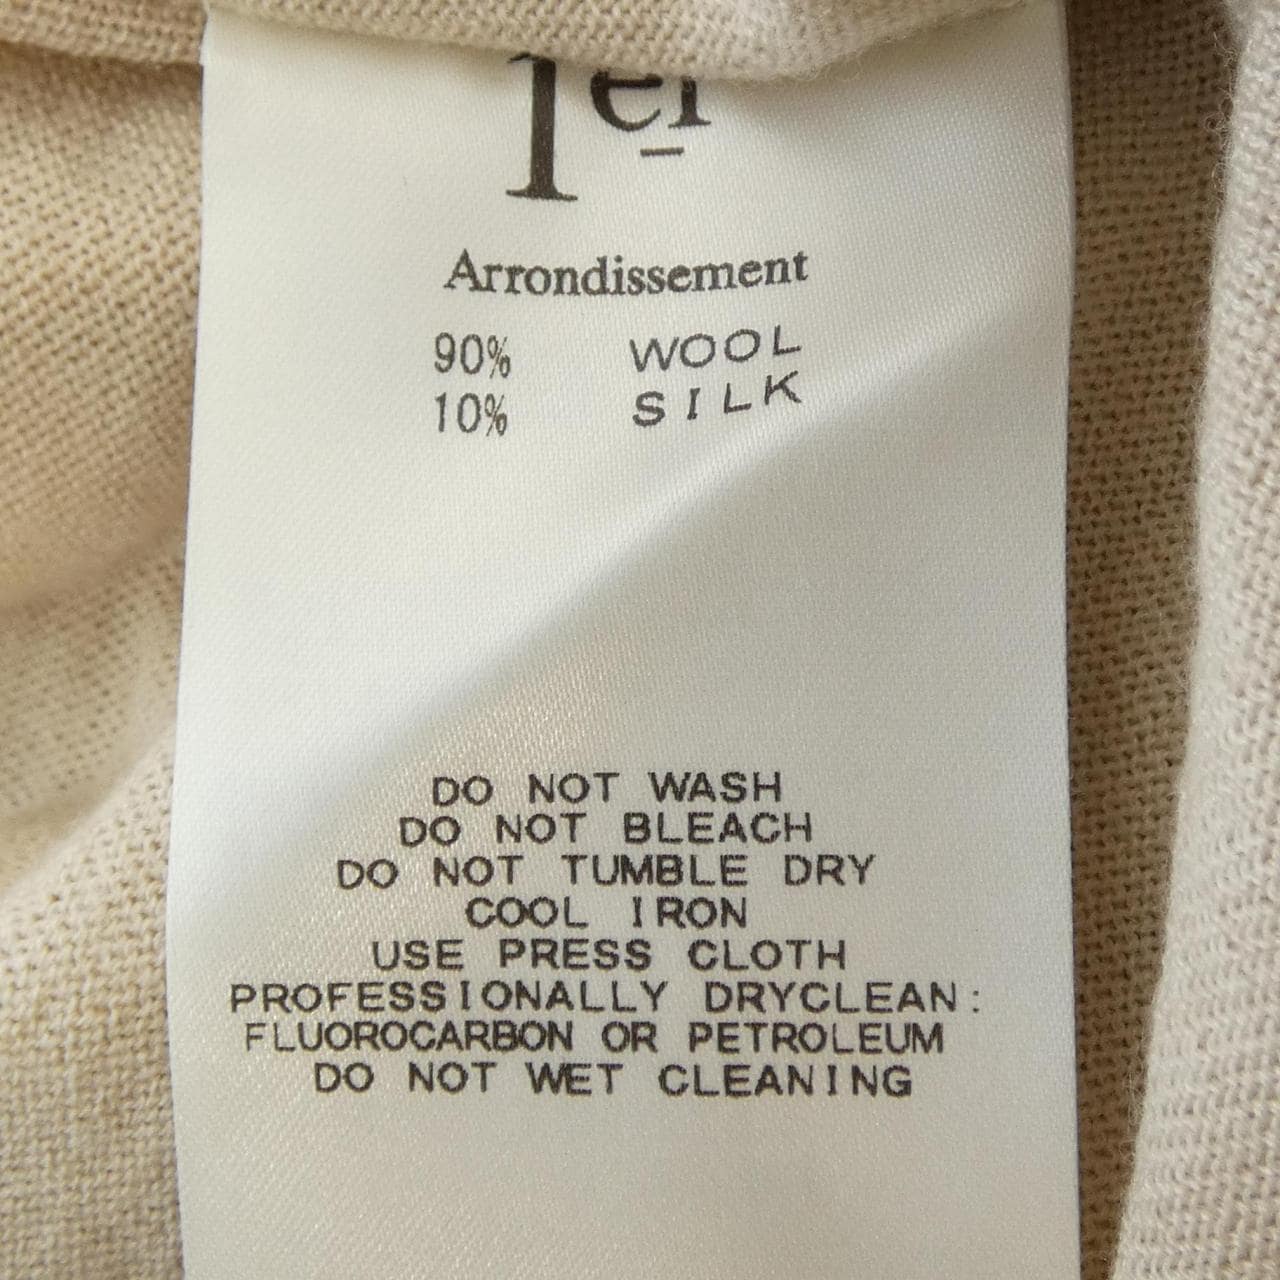 1er
Arrondissement
90% WOOL
10% SILK
DO NOT WASH
DO NOT BLEACH
DO NOT TUMBLE DRY
COOL IRON
USE PRESS CLOTH
PROFESSIONALLY DRYCLEAN:
FLUOROCARBON OR PETROLEUM
DO NOT WET CLEANING